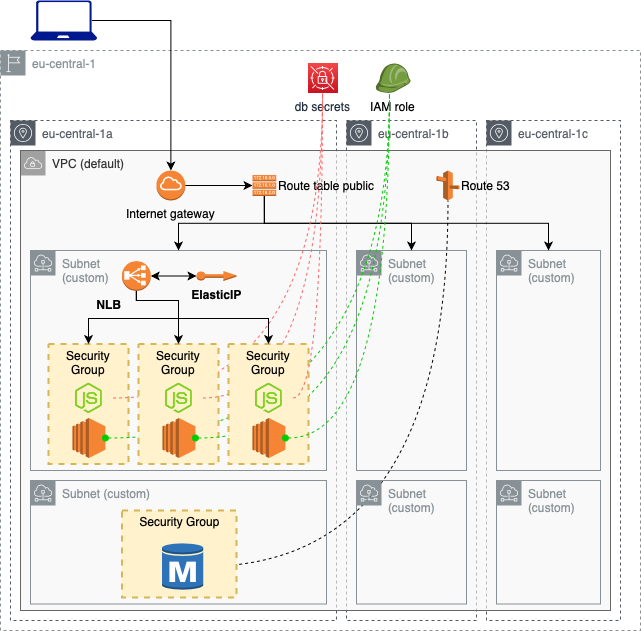 eu-central-1
db secrets
IAM role
eu-central-1a
eu-central-1b
eu-central-1c
VPC (default)
Internet gateway
Route table public
Route 53
Subnet
(custom)
NLB
ElasticIP
Subnet
(custom)
Subnet
(custom)
Security
Group
JS
Security
Group
JS
Security
Group
JS
Subnet (custom)
Security Group
M
Subnet
(custom)
Subnet
(custom)